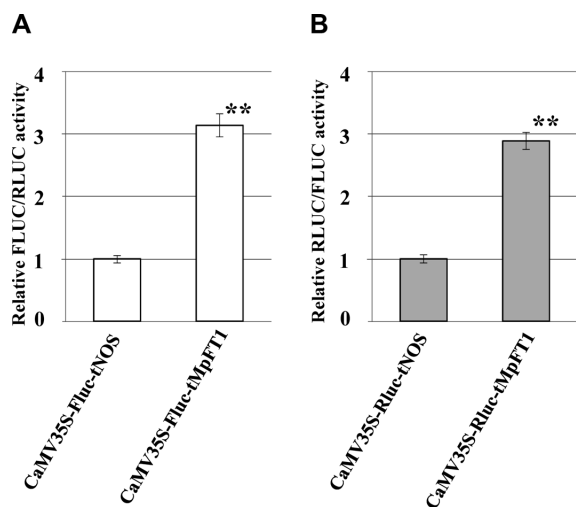 A
Relative FLUC/RLUC activity
4
3
2
1
0
**
CaMV35S-Fluc-tNOS
CaMV35S-Fluc-tMpFT1
B
Relative RLUC/FLUC activity
4
3
2
1
0
**
CaMV35S-Rluc-tNOS
CaMV35S-Rluc-tMpFT1